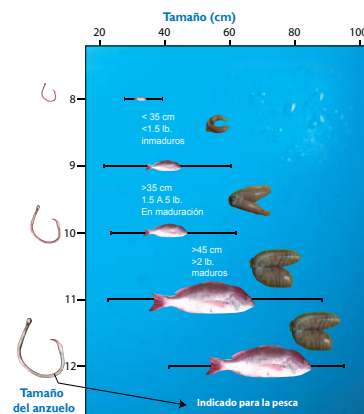 Tamaño (cm)
20 40 60 80 100
8
< 35 cm
<1.5 lb.
inmaduros
9
>35 cm
1.5 A 5 lb.
En maduración
10
>45 cm
>2 lb.
maduros
11
12
Tamaño
del anzuelo
Indicado para la pesca